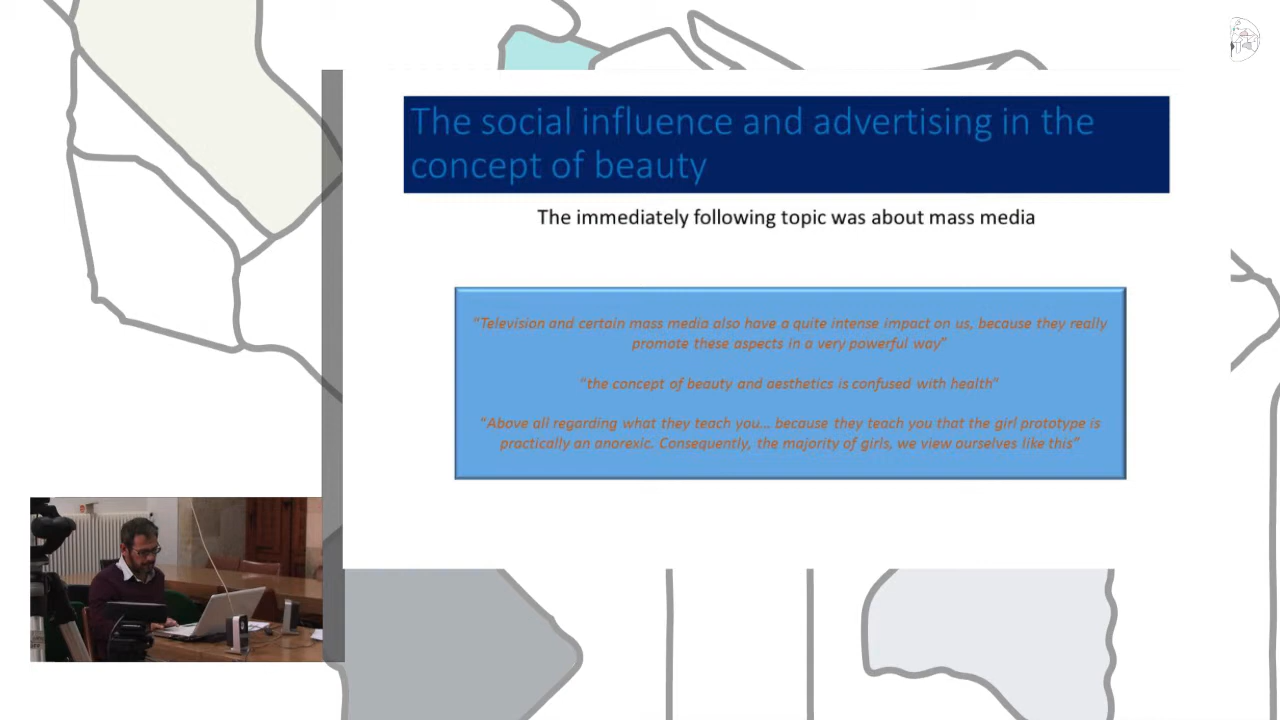 The social influence and advertising in the
concept of beauty
The immediately following topic was about mass media
“Television and certain mass media also have a quite intense impact on us, because they really
promote these aspects in a very powerful way”
“the concept of beauty and aesthetics is confused with health”
“Above all regarding what they teach you... because they teach you that the girl prototype is
practically an anorexic. Consequently, the majority of girls, we view ourselves like this”